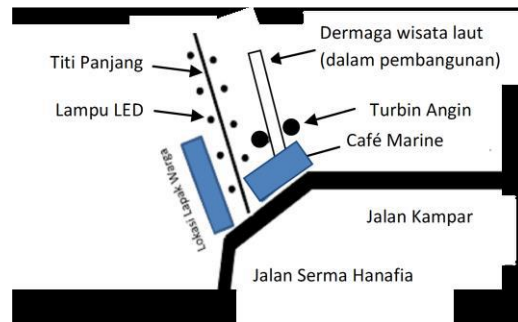 Dermaga wisata laut
(dalam pembangunan)
Titi Panjang
Lampu LED
Turbin Angin
Café Marine
Lokasi Lapak Warga
Jalan Kampar
Jalan Serma Hanafia